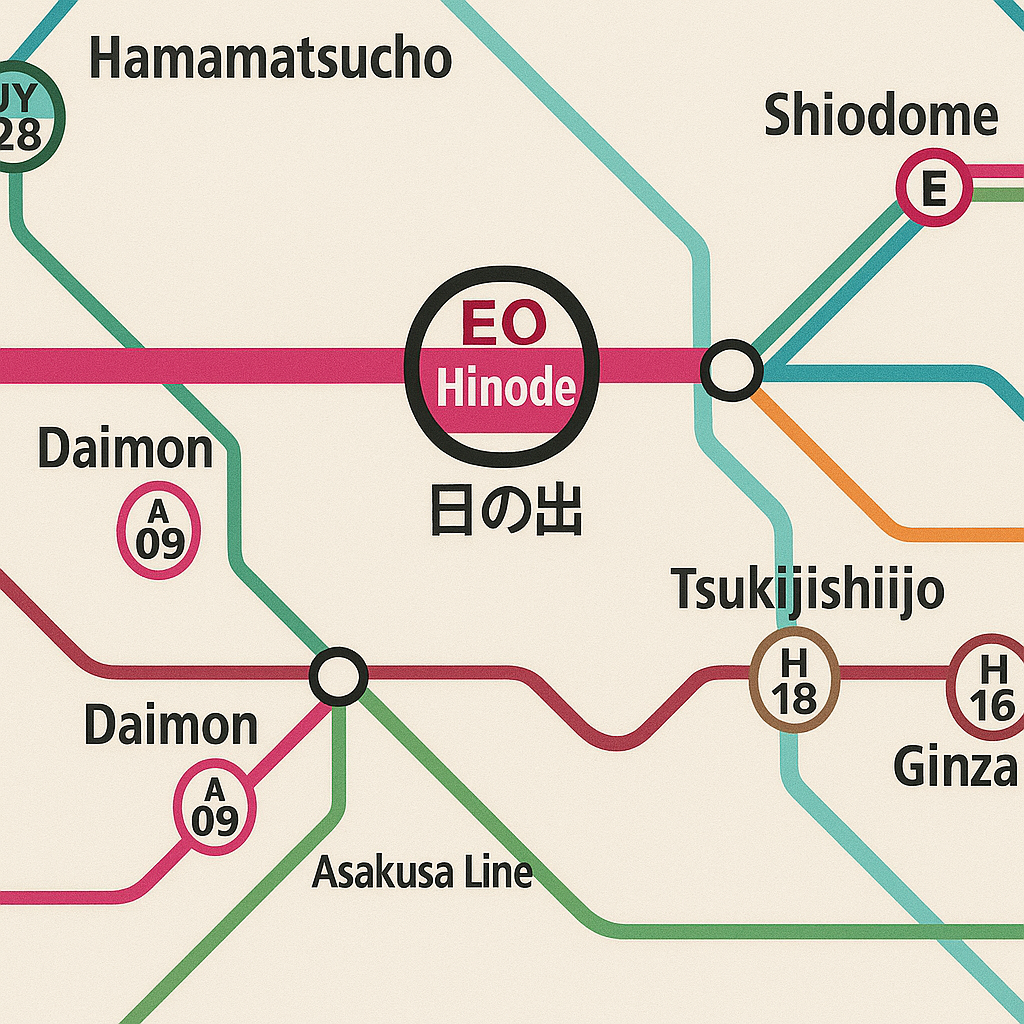 Hamamatsucho
JY
28
Shiodome
E
EO
Hinode
日の出
Daimon
A
09
Tsukijishiijo
H
18
H
16
Ginza
Daimon
A
09
Asakusa Line